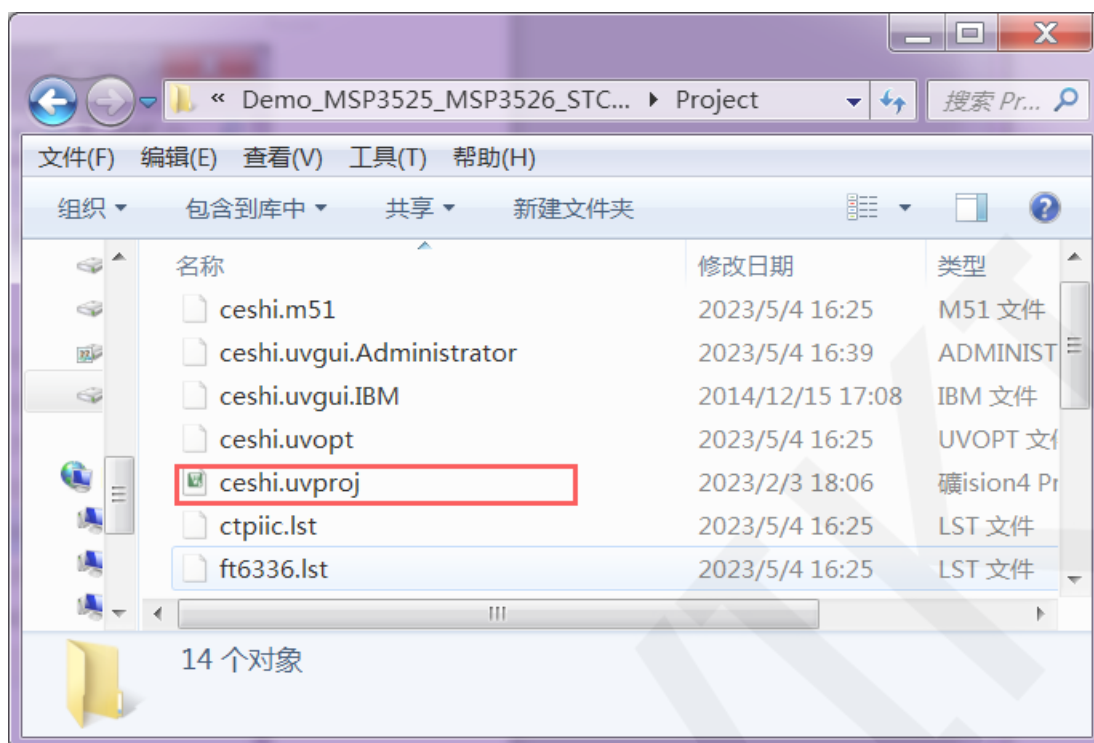 « Demo_MSP3525_MSP3526_STC... ▸ Project 搜索 Pr...
文件(F) 编辑(E) 查看(V) 工具(T) 帮助(H)
组织 包含到库中 共享 新建文件夹
名称 修改日期 类型
ceshi.m51 2023/5/4 16:25 M51 文件
ceshi.uvgui.Administrator 2023/5/4 16:39 ADMINIST
ceshi.uvgui.IBM 2014/12/15 17:08 IBM 文件
ceshi.uvopt 2023/5/4 16:25 UVOPT 文
ceshi.uvproj 2023/2/3 18:06 礦ision4 Pr
ctpiic.lst 2023/5/4 16:25 LST 文件
ft6336.lst 2023/5/4 16:25 LST 文件
14 个对象